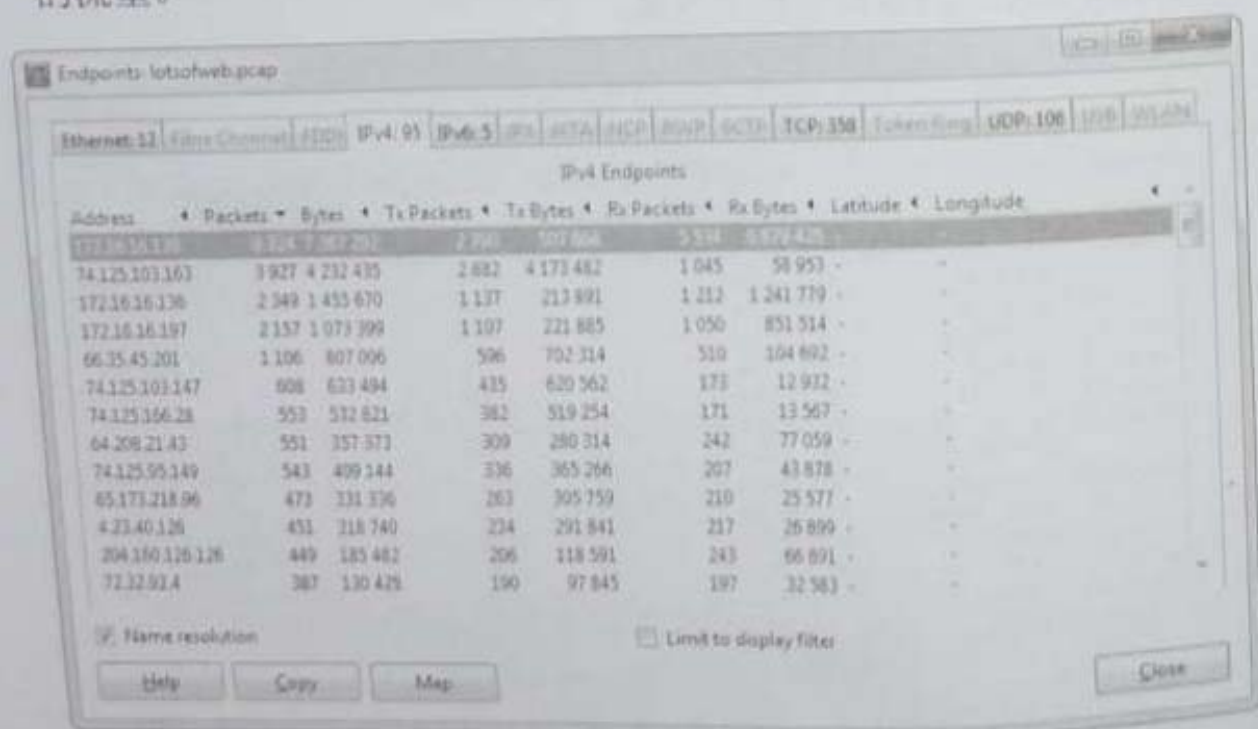 Endpoints: lotsofweb.pcap
Ethernet: 12 Fibre Channel FDDI IPv4: 95 IPv6: 5 IPX JXTA NCP RSVP SCTP TCP: 358 Token Ring UDP: 106 USB WLAN
IPv4 Endpoints
Address Packets Bytes Tx Packets Tx Bytes Rx Packets Rx Bytes Latitude Longitude
74.125.103.163 3 927 4 232 435 2 882 4 173 482 1 045 58 953 - -
172.16.16.136 2 349 1 455 670 1 137 213 891 1 212 1 241 779 - -
172.16.16.197 2 157 1 073 399 1 107 221 885 1 050 851 514 - -
66.35.45.201 1 106 807 006 596 702 314 510 104 692 - -
74.125.103.147 608 633 494 435 620 562 173 12 932 - -
74.125.166.28 553 532 821 382 519 254 171 13 567 - -
64.208.21.43 551 357 373 309 280 314 242 77 059 - -
74.125.95.149 543 409 144 336 365 266 207 43 878 - -
65.173.218.96 473 331 336 263 305 759 210 25 577 - -
4.23.40.126 451 318 740 234 291 841 217 26 899 - -
204.160.126.126 449 185 482 206 118 591 243 66 891 - -
72.32.92.4 387 130 428 190 97 845 197 32 583 - -
Name resolution Limit to display filter
Help Copy Map Close